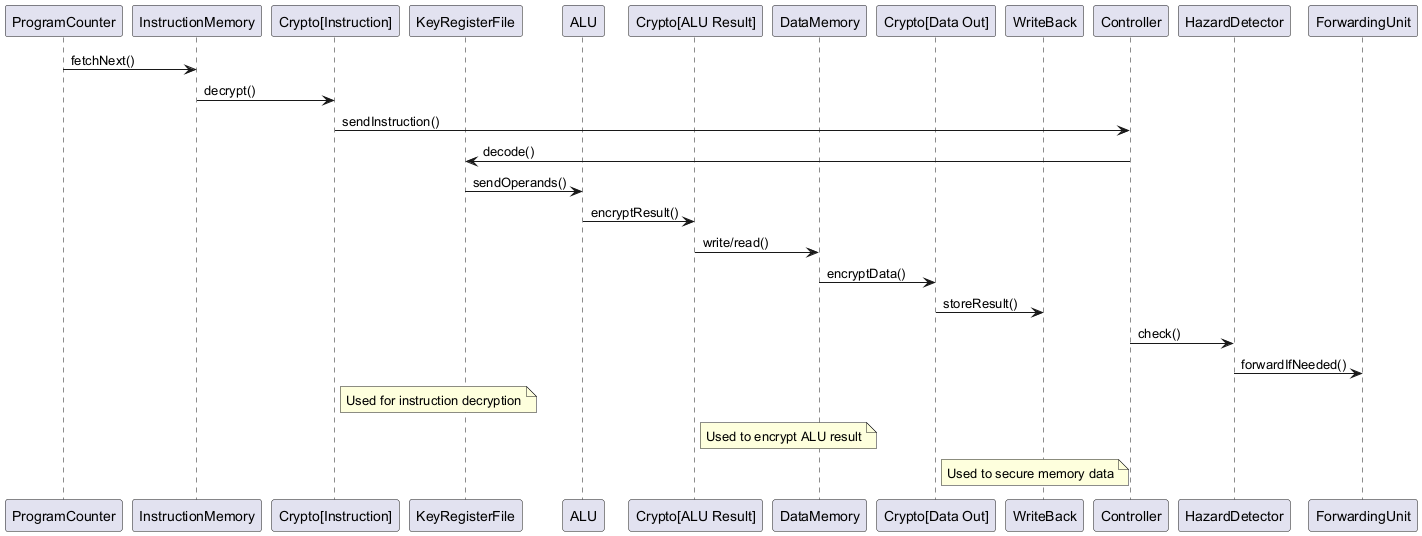 ProgramCounter InstructionMemory Crypto[Instruction] KeyRegisterFile ALU Crypto[ALU Result] DataMemory Crypto[Data Out] WriteBack Controller HazardDetector ForwardingUnit
fetchNext()
decrypt()
sendInstruction()
decode()
sendOperands()
encryptResult()
write/read()
encryptData()
storeResult()
check()
forwardIfNeeded()
Used for instruction decryption
Used to encrypt ALU result
Used to secure memory data
ProgramCounter InstructionMemory Crypto[Instruction] KeyRegisterFile ALU Crypto[ALU Result] DataMemory Crypto[Data Out] WriteBack Controller HazardDetector ForwardingUnit